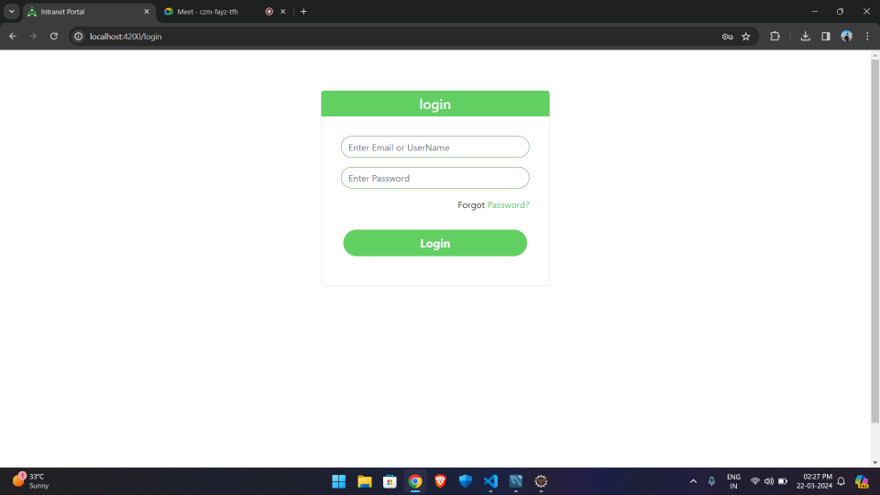 Intranet Portal
Meet - czm-fayz-tfh
localhost:4200/login
login
Enter Email or UserName
Enter Password
Forgot Password?
Login
1
33°C
Sunny
ENG
IN
02:27 PM
22-03-2024